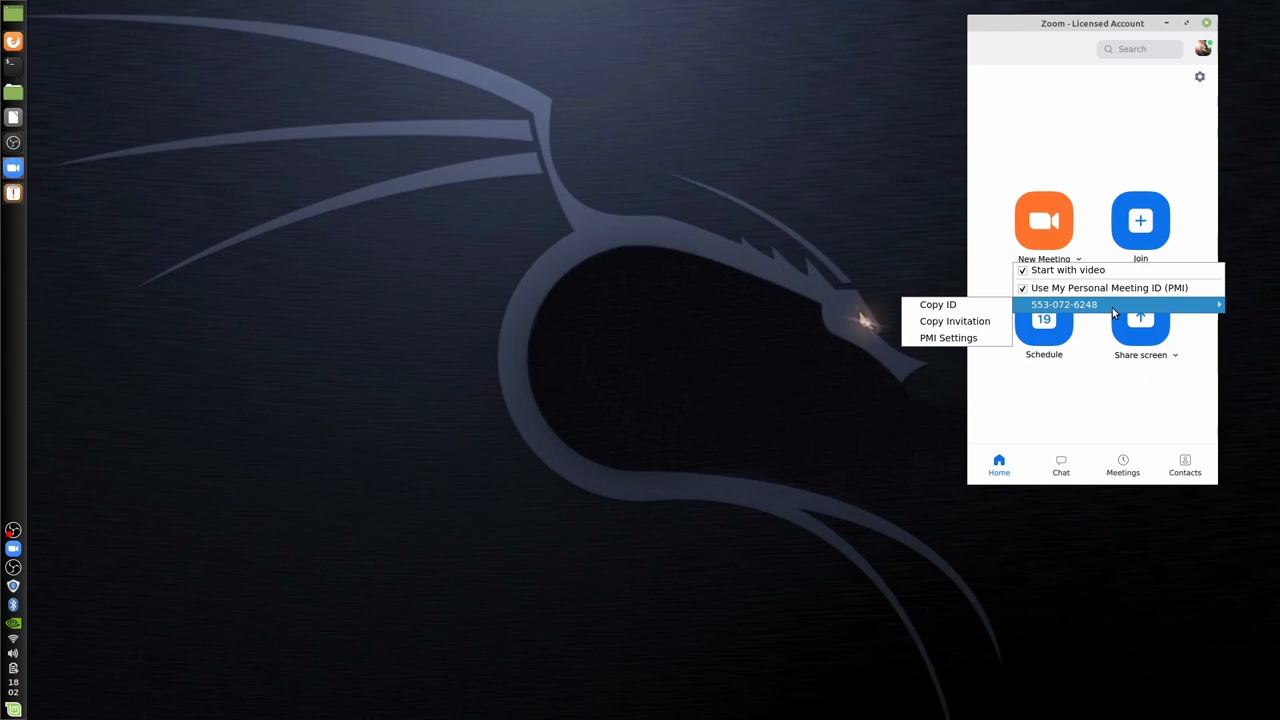 Zoom - Licensed Account
Search
New Meeting
Join
Start with video
Use My Personal Meeting ID (PMI)
553-072-6248
Copy ID
Copy Invitation
PMI Settings
19
Schedule
Share screen
Home
Chat
Meetings
Contacts
18
02